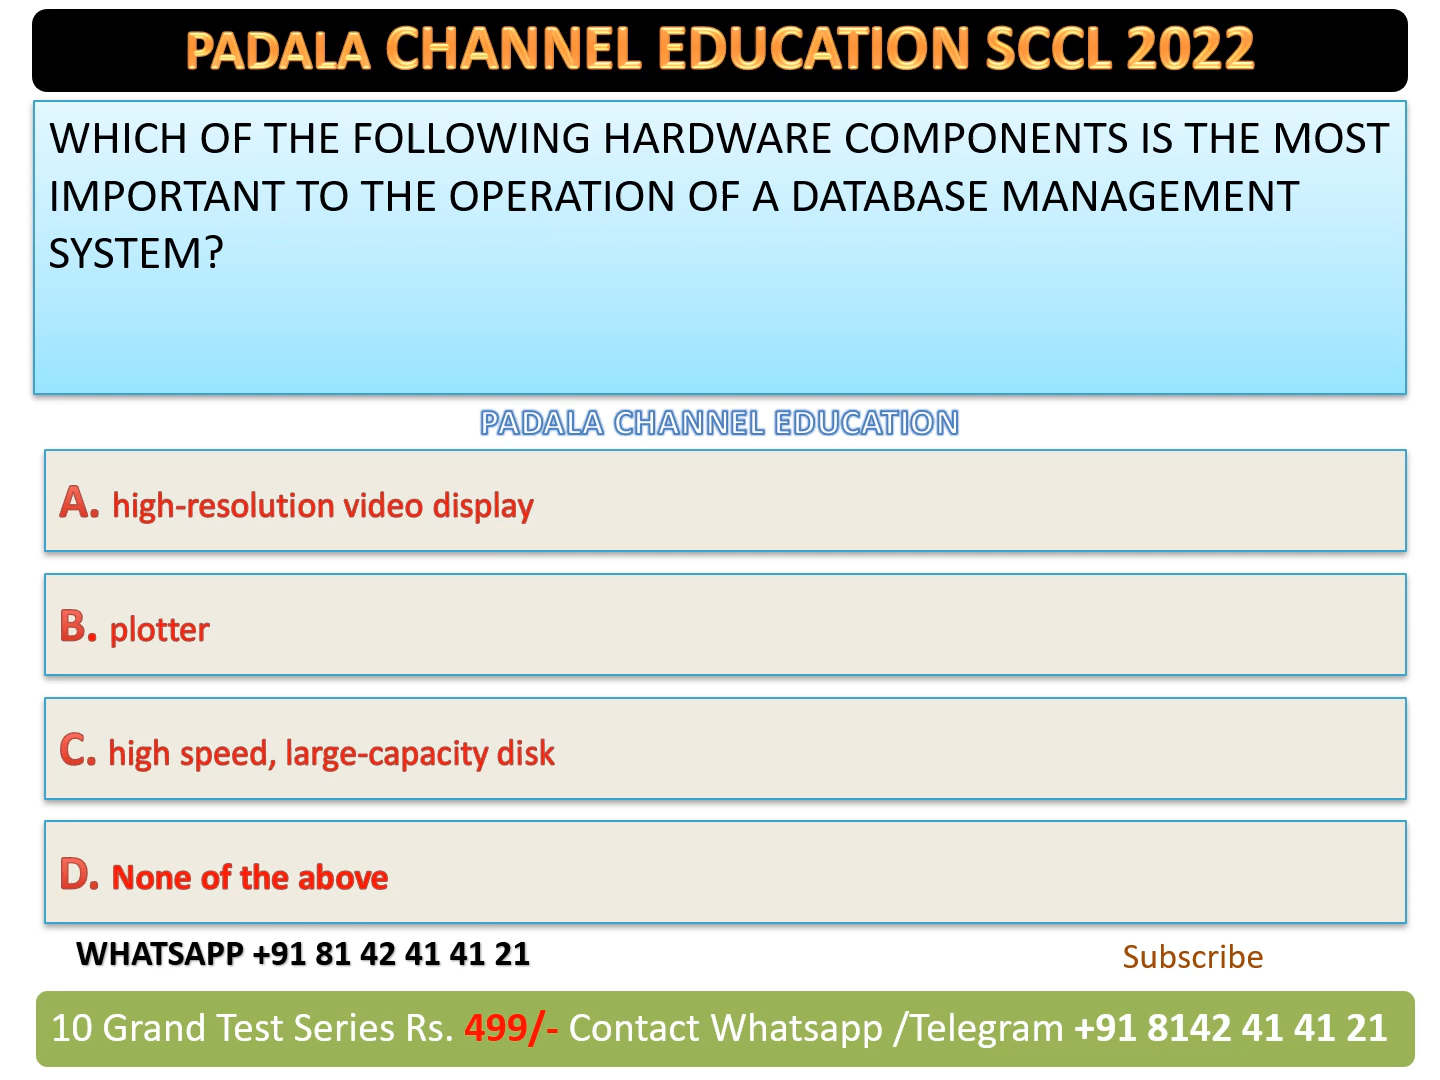 PADALA CHANNEL EDUCATION SCCL 2022
WHICH OF THE FOLLOWING HARDWARE COMPONENTS IS THE MOST
IMPORTANT TO THE OPERATION OF A DATABASE MANAGEMENT
SYSTEM?
PADALA CHANNEL EDUCATION
A. high-resolution video display
B. plotter
C. high speed, large-capacity disk
D. None of the above
WHATSAPP +91 81 42 41 41 21
Subscribe
10 Grand Test Series Rs. 499/- Contact Whatsapp /Telegram +91 8142 41 41 21